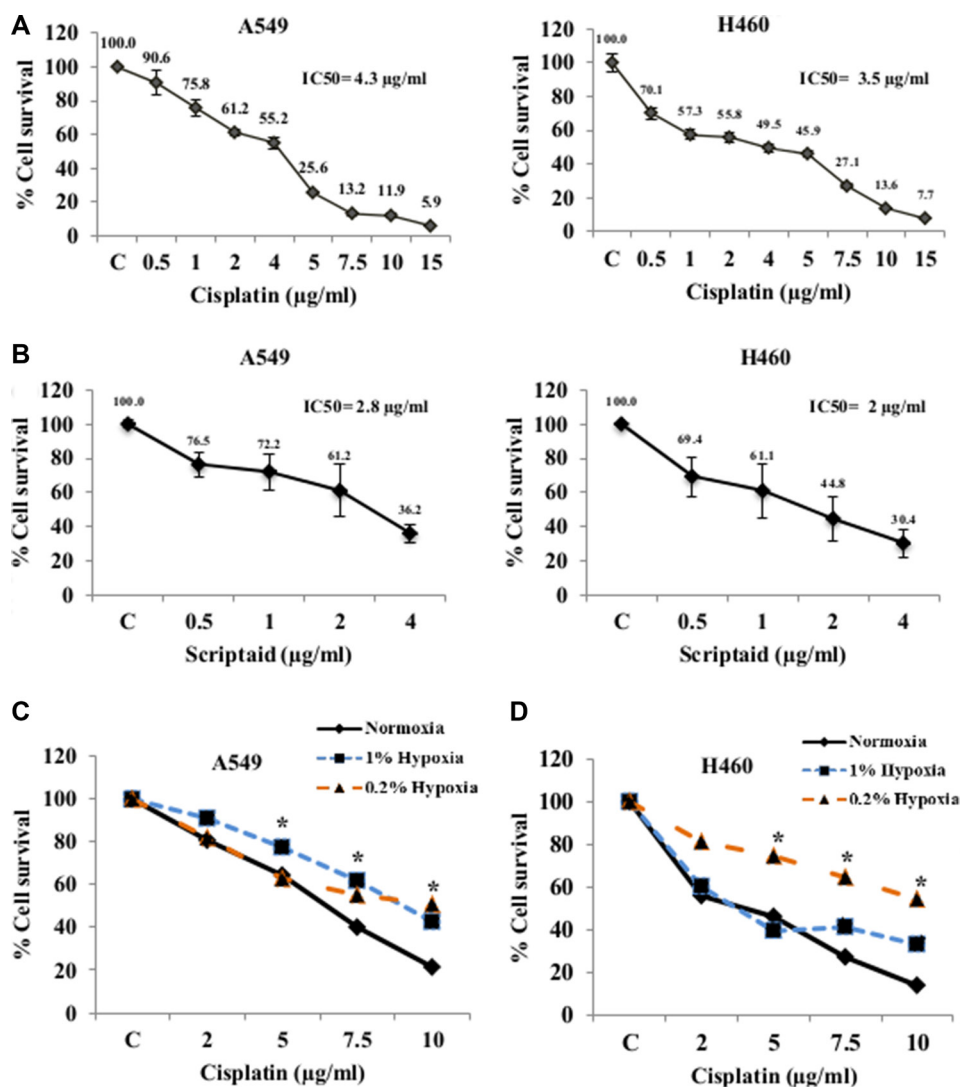 A
A549
120
100
80
60
40
20
0
% Cell survival
100.0
90.6
75.8
61.2
55.2
25.6
13.2
11.9
5.9
IC50= 4.3 µg/ml
C 0.5 1 2 4 5 7.5 10 15
Cisplatin (µg/ml)
H460
120
100
80
60
40
20
0
% Cell survival
100.0
70.1
57.3
55.8
49.5
45.9
27.1
13.6
7.7
IC50= 3.5 µg/ml
C 0.5 1 2 4 5 7.5 10 15
Cisplatin (µg/ml)
B
A549
120
100
80
60
40
20
0
% Cell survival
100.0
76.5
72.2
61.2
36.2
IC50= 2.8 µg/ml
C 0.5 1 2 4
Scriptaid (µg/ml)
H460
120
100
80
60
40
20
0
% Cell survival
100.0
69.4
61.1
44.8
30.4
IC50= 2 µg/ml
C 0.5 1 2 4
Scriptaid (µg/ml)
C
Normoxia
1% Hypoxia
0.2% Hypoxia
A549
120
100
80
60
40
20
0
% Cell survival
*
*
*
C 2 5 7.5 10
Cisplatin (µg/ml)
D
Normoxia
1% Hypoxia
0.2% Hypoxia
H460
120
100
80
60
40
20
0
% Cell survival
*
*
*
C 2 5 7.5 10
Cisplatin (µg/ml)